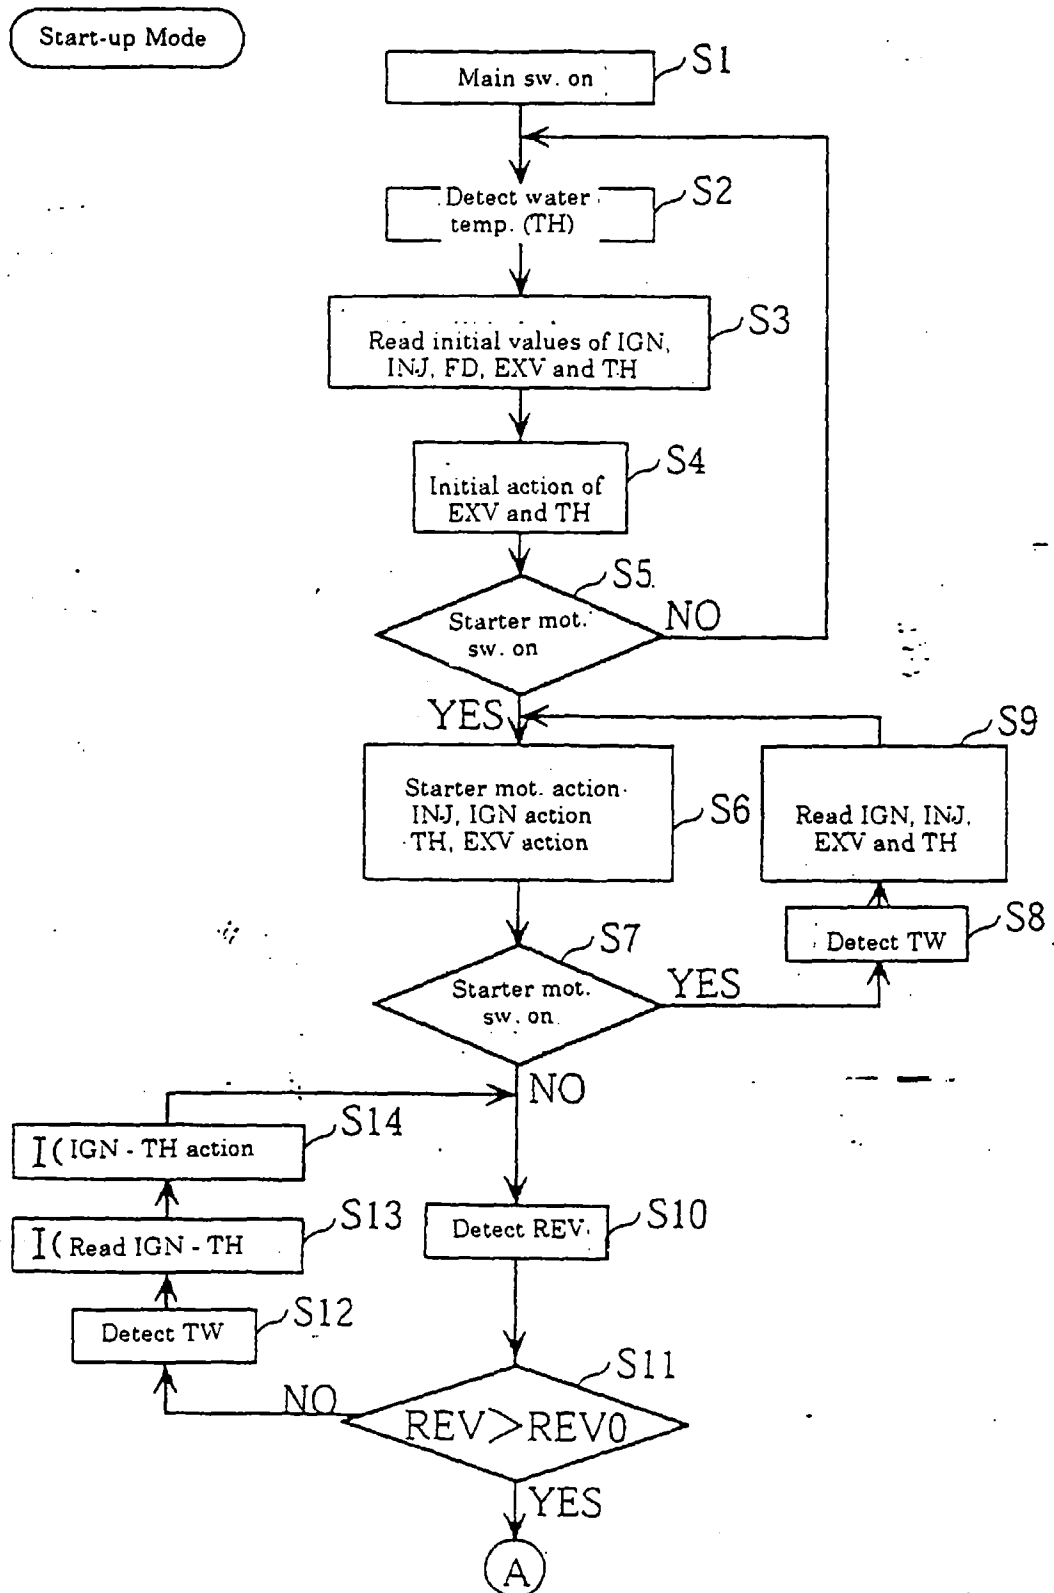 Start-up Mode
Main sw. on
S1
Detect water
temp. (TH)
S2
Read initial values of IGN,
INJ, FD, EXV and TH
S3
Initial action of
EXV and TH
S4
Starter mot.
sw. on
S5
NO
YES
Starter mot. action
INJ, IGN action
TH, EXV action
S6
Read IGN, INJ,
EXV and TH
S9
Detect TW
S8
Starter mot.
sw. on
S7
YES
NO
I( IGN - TH action
S14
I( Read IGN - TH
S13
Detect REV
S10
Detect TW
S12
REV>REV0
S11
NO
YES
A